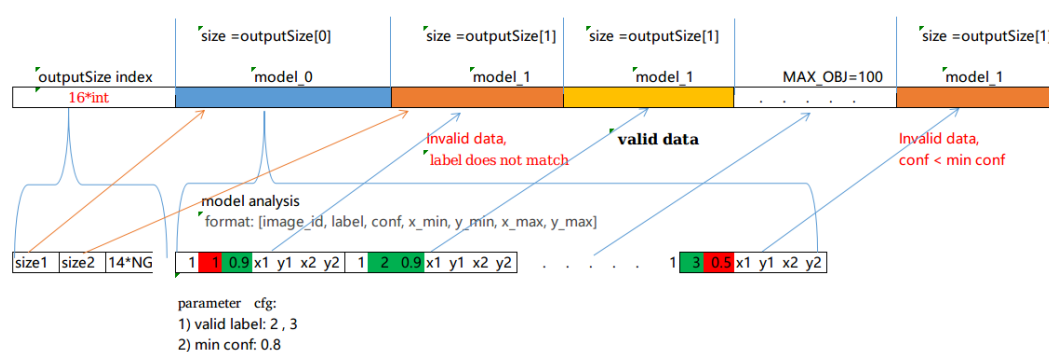 size =outputSize[0] size =outputSize[1] size =outputSize[1] size =outputSize[1]
outputSize index model_0 model_1 model_1 MAX_OBJ=100 model_1
16*int . . . . .
Invalid data, valid data Invalid data,
label does not match conf < min conf
model analysis
format: [image_id, label, conf, x_min, y_min, x_max, y_max]
size1 size2 14*NG 1 1 0.9 x1 y1 x2 y2 1 2 0.9 x1 y1 x2 y2 . . . . . 1 3 0.5 x1 y1 x2 y2
parameter cfg:
1) valid label: 2 , 3
2) min conf: 0.8